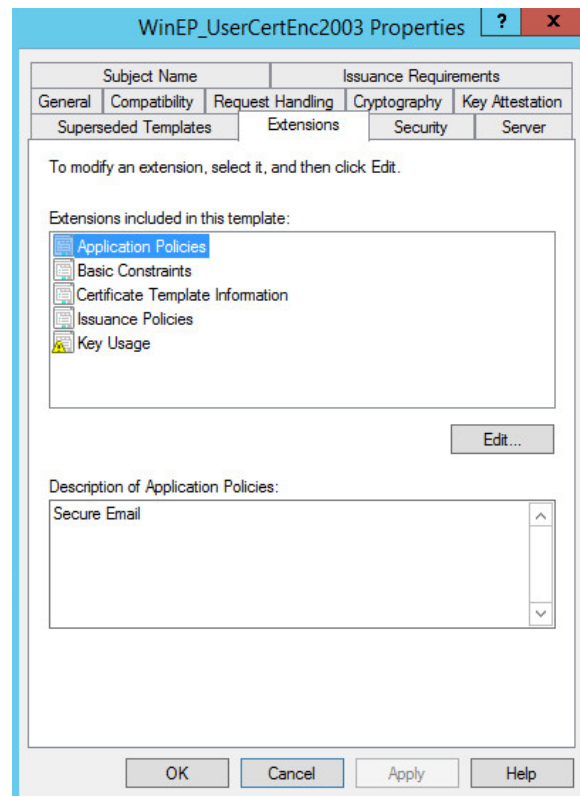 WinEP_UserCertEnc2003 Properties ? x
Subject Name Issuance Requirements
General Compatibility Request Handling Cryptography Key Attestation
Superseded Templates Extensions Security Server
To modify an extension, select it, and then click Edit.
Extensions included in this template:
Application Policies
Basic Constraints
Certificate Template Information
Issuance Policies
Key Usage
Edit...
Description of Application Policies:
Secure Email
OK Cancel Apply Help